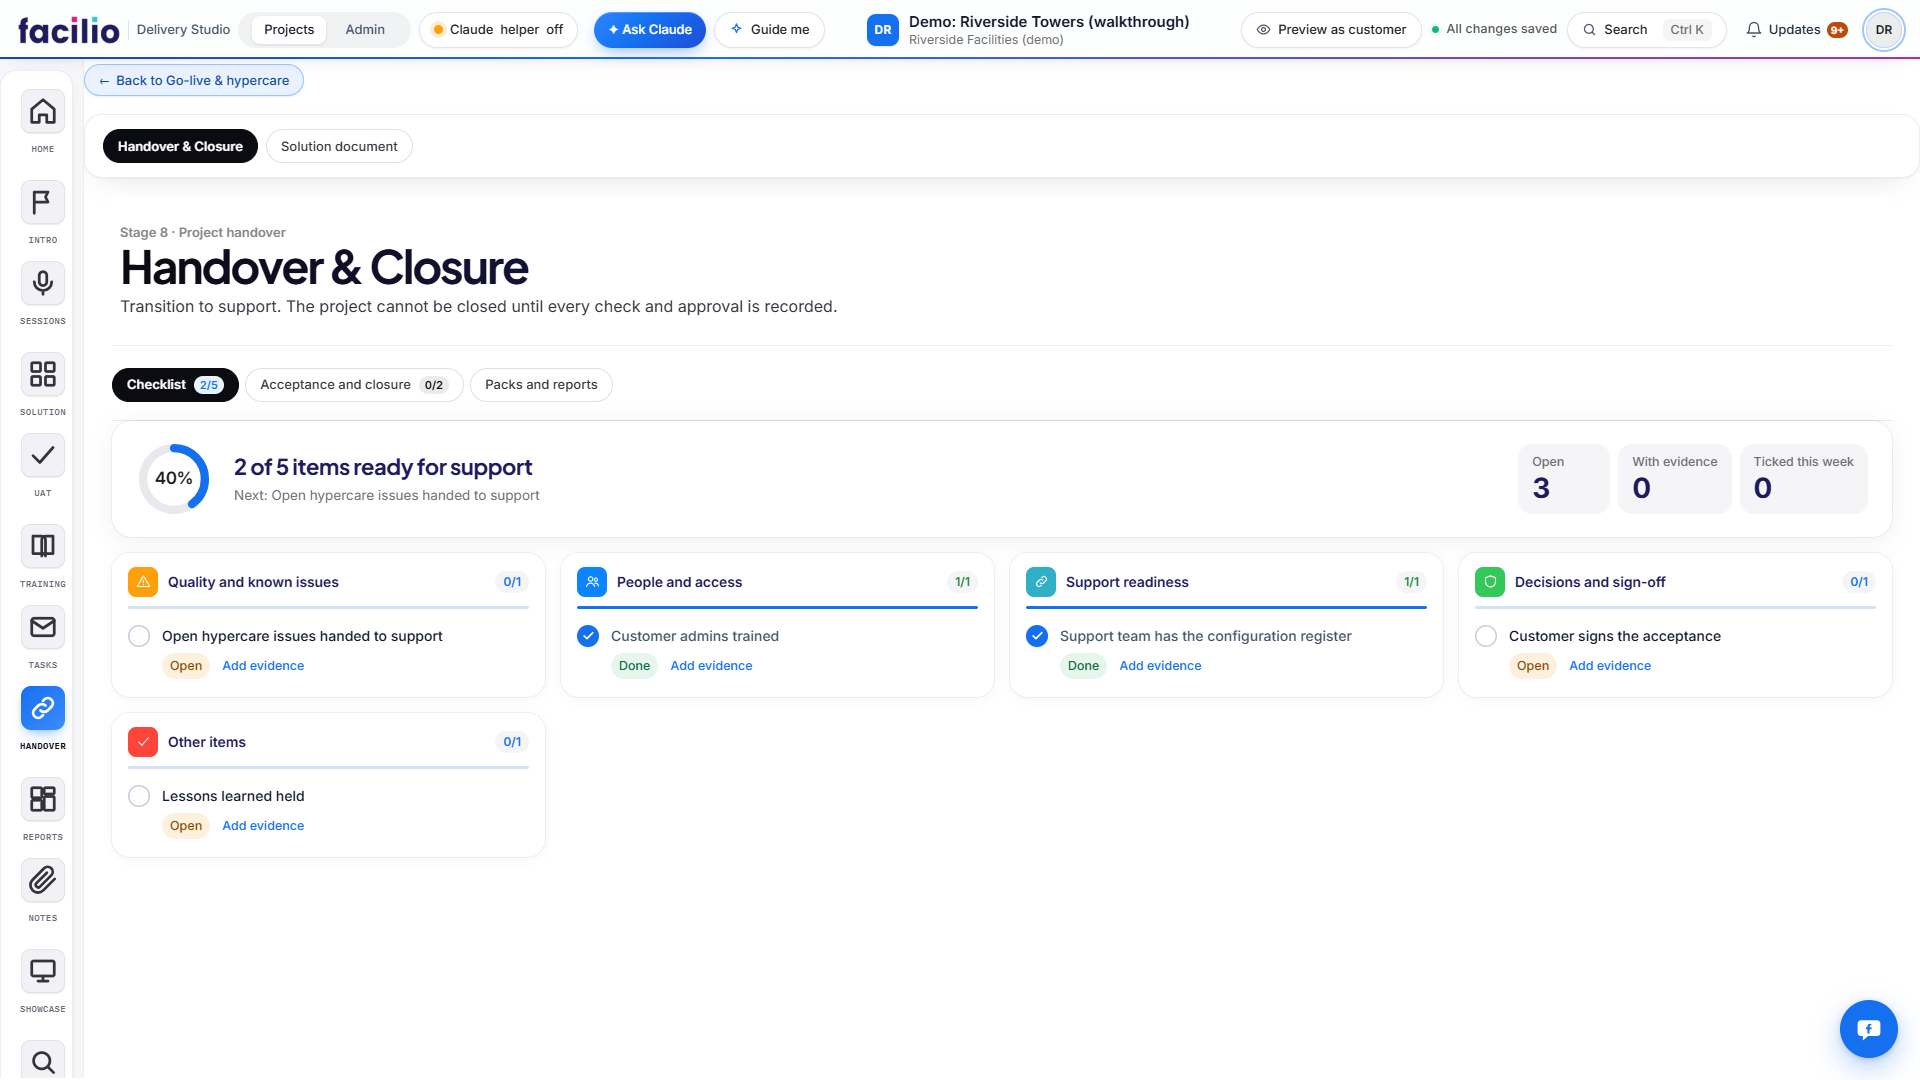 facilio
Delivery Studio
Projects
Admin
Claude helper off
Ask Claude
Guide me
DR
Demo: Riverside Towers (walkthrough)
Riverside Facilities (demo)
Preview as customer
All changes saved
Search
Ctrl K
Updates
9+
DR
← Back to Go-live & hypercare
Handover & Closure
Solution document
HOME
INTRO
SESSIONS
SOLUTION
UAT
TRAINING
TASKS
HANDOVER
REPORTS
NOTES
SHOWCASE
Stage 8 · Project handover
Handover & Closure
Transition to support. The project cannot be closed until every check and approval is recorded.
Checklist 2/5
Acceptance and closure 0/2
Packs and reports
40%
2 of 5 items ready for support
Next: Open hypercare issues handed to support
Open
3
With evidence
0
Ticked this week
0
Quality and known issues 0/1
Open hypercare issues handed to support
Open Add evidence
People and access 1/1
Customer admins trained
Done Add evidence
Support readiness 1/1
Support team has the configuration register
Done Add evidence
Decisions and sign-off 0/1
Customer signs the acceptance
Open Add evidence
Other items 0/1
Lessons learned held
Open Add evidence